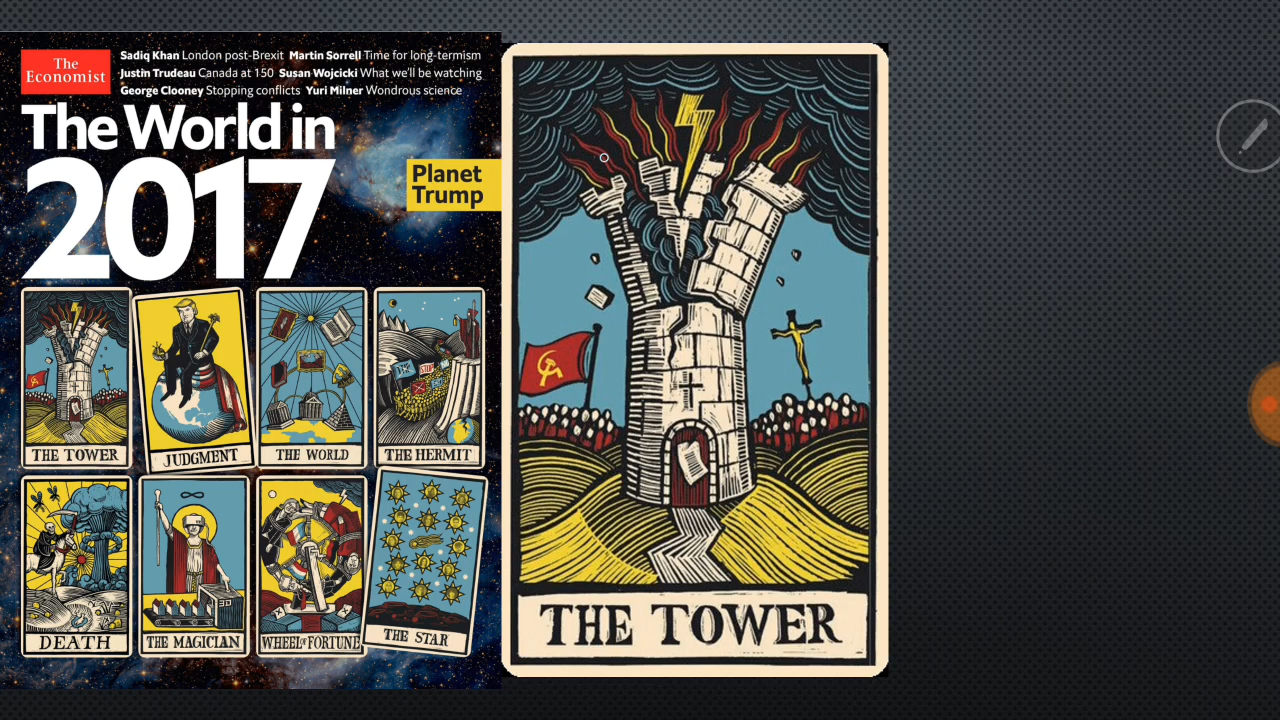 The
Economist
Sadiq Khan London post-Brexit Martin Sorrell Time for long-termism
Justin Trudeau Canada at 150 Susan Wojcicki What we'll be watching
George Clooney Stopping conflicts Yuri Milner Wondrous science
The World in
2017
Planet
Trump
THE TOWER
JUDGMENT
THE WORLD
THE HERMIT
DEATH
THE MAGICIAN
WHEEL OF FORTUNE
THE STAR
THE TOWER